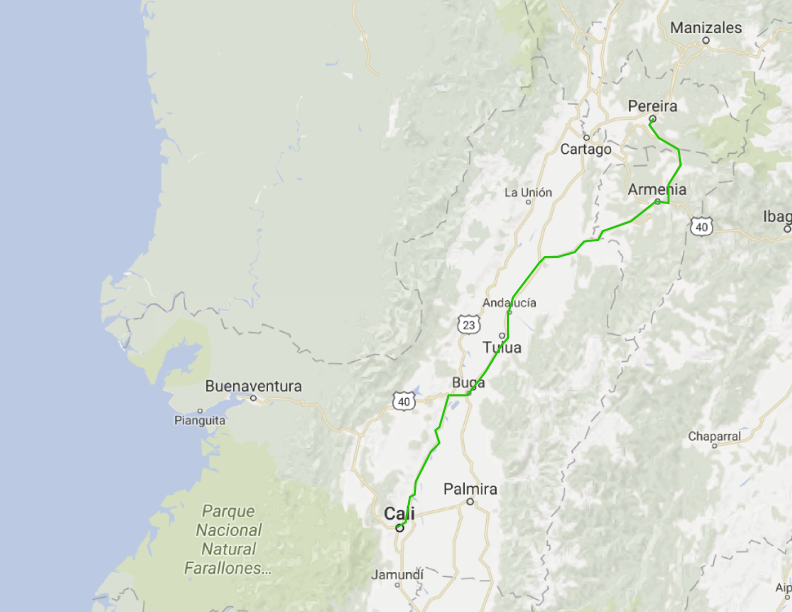 Manizales
Pereira
Cartago
La Unión
Armenia
40
Ibag
Andalucía
23
Tulua
Buga
Buenaventura
40
Pianguita
Chaparral
Palmira
Cali
Parque
Nacional
Natural
Farallones...
Jamundí
Aip